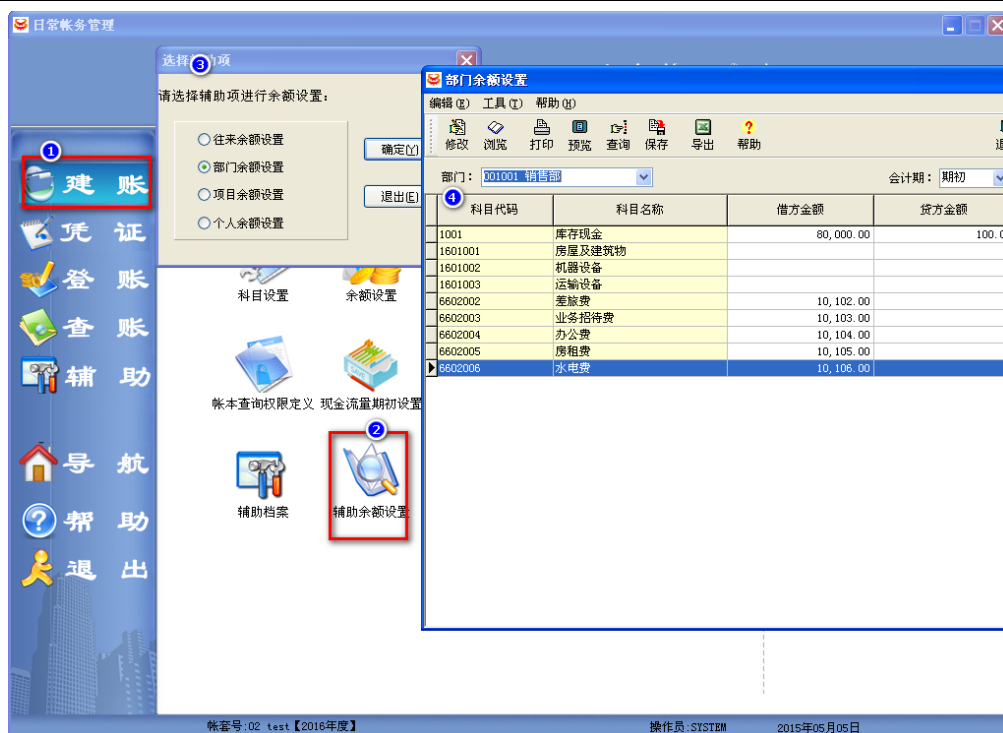 日常帐务管理
选择
项
③
请选择辅助项进行余额设置：
往来余额设置
部门余额设置
项目余额设置
个人余额设置
确定(Y)
退出(E)
①
建 账
凭 证
登 账
查 账
辅 助
导 航
帮 助
退 出
科目设置
余额设置
帐本查询权限定义
现金流量期初设置
②
辅助档案
辅助余额设置
部门余额设置
编辑(E) 工具(T) 帮助(H)
修改 浏览 打印 预览 查询 保存 导出 帮助
部门： 001001 销售部
会计期： 期初
④
科目代码 科目名称 借方金额 贷方金额
1001 库存现金 80,000.00 100.
1601001 房屋及建筑物
1601002 机器设备
1601003 运输设备
6602002 差旅费 10,102.00
6602003 业务招待费 10,103.00
6602004 办公费 10,104.00
6602005 房租费 10,105.00
6602006 水电费 10,106.00
帐套号:02 test【2016年度】 操作员:SYSTEM 2015年05月05日